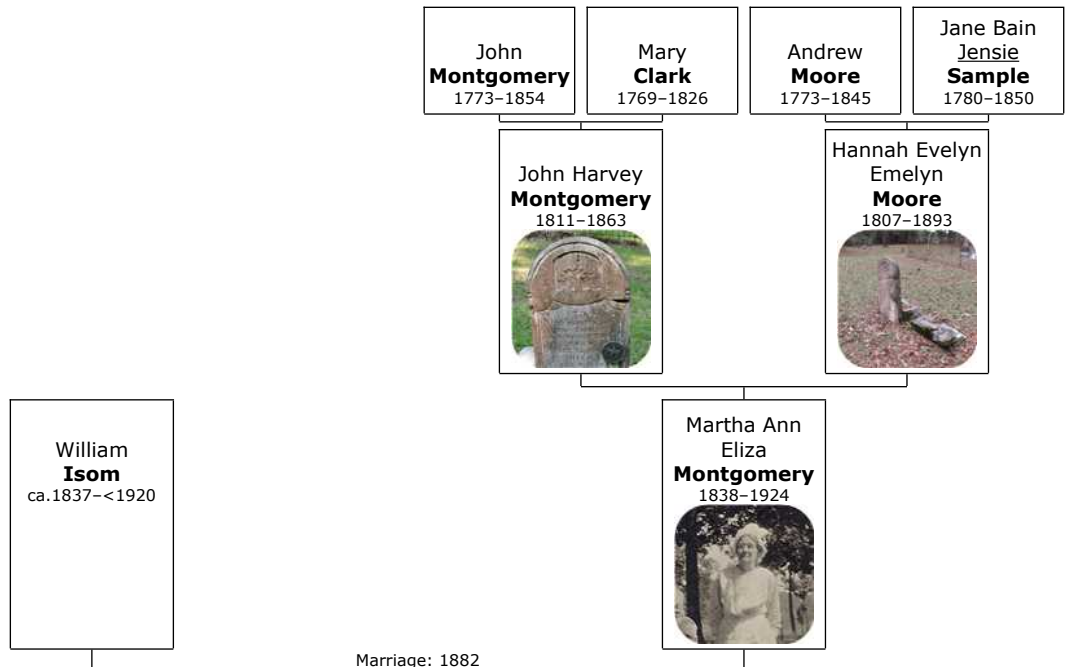 John
Montgomery
1773–1854
Mary
Clark
1769–1826
Andrew
Moore
1773–1845
Jane Bain
Jensie
Sample
1780–1850
John Harvey
Montgomery
1811–1863
Hannah Evelyn
Emelyn
Moore
1807–1893
William
Isom
ca.1837–<1920
Martha Ann
Eliza
Montgomery
1838–1924
Marriage: 1882